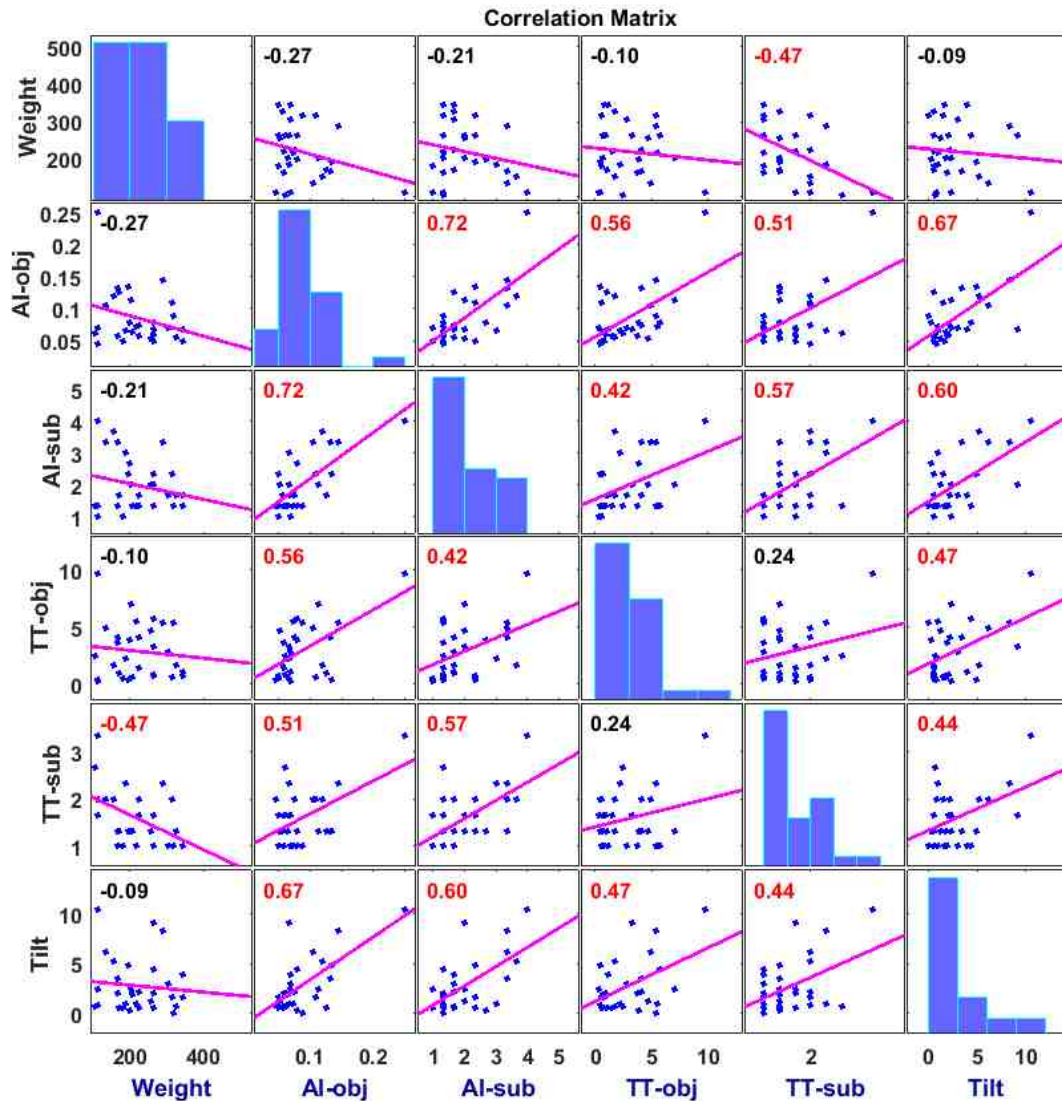 Correlation Matrix
500 -0.27 -0.21 -0.10 -0.47 -0.09
400
300
200
Weight
-0.27 0.72 0.56 0.51 0.67
0.25
0.2
0.15
0.1
0.05
AI-obj
-0.21 0.72 0.42 0.57 0.60
5
4
3
2
1
AI-sub
-0.10 0.56 0.42 0.24 0.47
10
5
0
TT-obj
-0.47 0.51 0.57 0.24 0.44
3
2
1
TT-sub
-0.09 0.67 0.60 0.47 0.44
10
5
0
Tilt
200 400 0.1 0.2 1 2 3 4 5 0 5 10 2 0 5 10
Weight AI-obj AI-sub TT-obj TT-sub Tilt